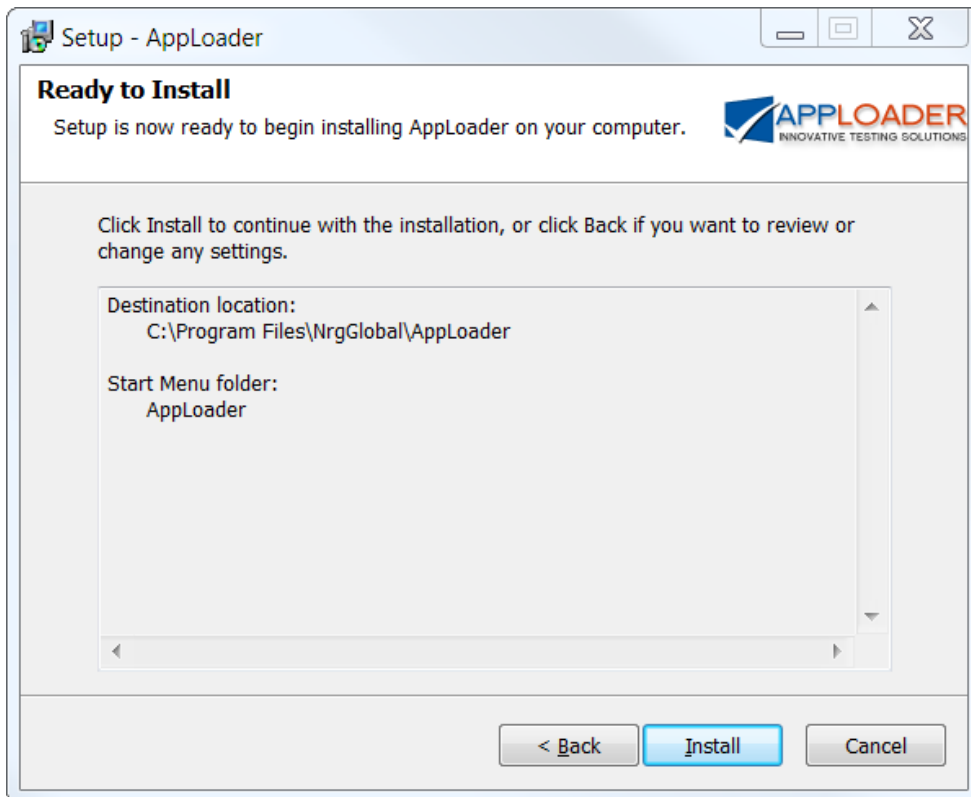 Setup - AppLoader
Ready to Install
Setup is now ready to begin installing AppLoader on your computer.
APPLOADER
INNOVATIVE TESTING SOLUTIONS
Click Install to continue with the installation, or click Back if you want to review or
change any settings.
Destination location:
C:\Program Files\NrgGlobal\AppLoader
Start Menu folder:
AppLoader
< Back
Install
Cancel